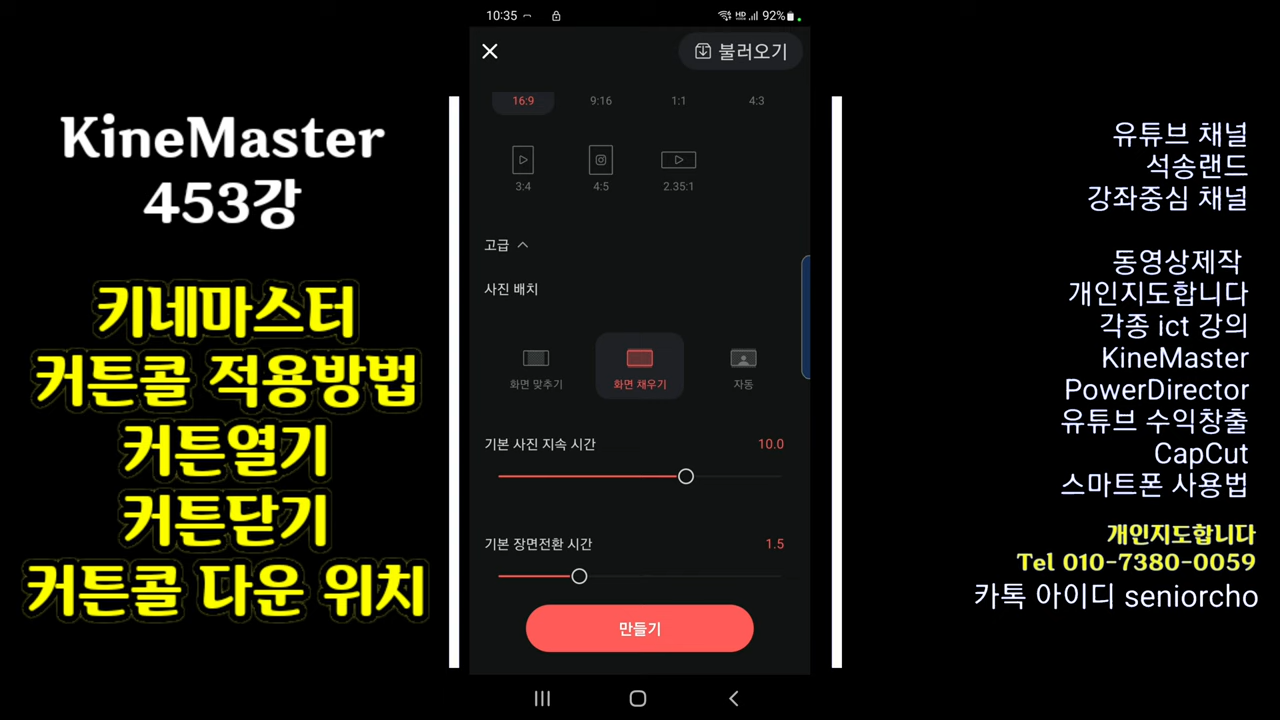 KineMaster
453강
키네마스터
커튼콜 적용방법
커튼열기
커튼닫기
커튼콜 다운 위치
10:35
92%
불러오기
16:9 9:16 1:1 4:3
3:4 4:5 2.35:1
고급
사진 배치
화면 맞추기 화면 채우기 자동
기본 사진 지속 시간 10.0
기본 장면전환 시간 1.5
만들기
유튜브 채널
석송랜드
강좌중심 채널
동영상제작
개인지도합니다
각종 ict 강의
KineMaster
PowerDirector
유튜브 수익창출
CapCut
스마트폰 사용법
개인지도합니다
Tel 010-7380-0059
카톡 아이디 seniorcho